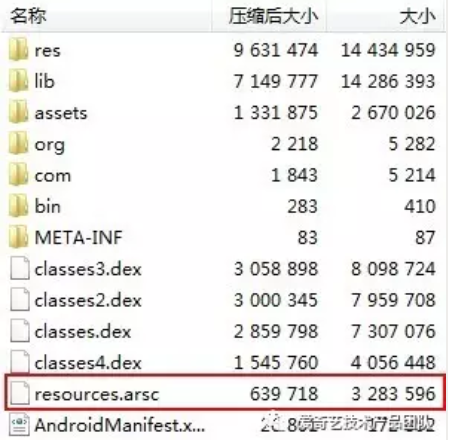 名称 压缩后大小 大小
res 9 631 474 14 434 959
lib 7 149 777 14 286 393
assets 1 331 875 2 670 026
org 2 218 5 282
com 1 843 5 214
bin 283 410
META-INF 83 87
classes3.dex 3 058 898 8 098 724
classes2.dex 3 000 345 7 959 708
classes.dex 2 859 798 7 307 076
classes4.dex 1 545 760 4 056 448
resources.arsc 639 718 3 283 596
AndroidManifest.x...
爱奇艺技术产品团队